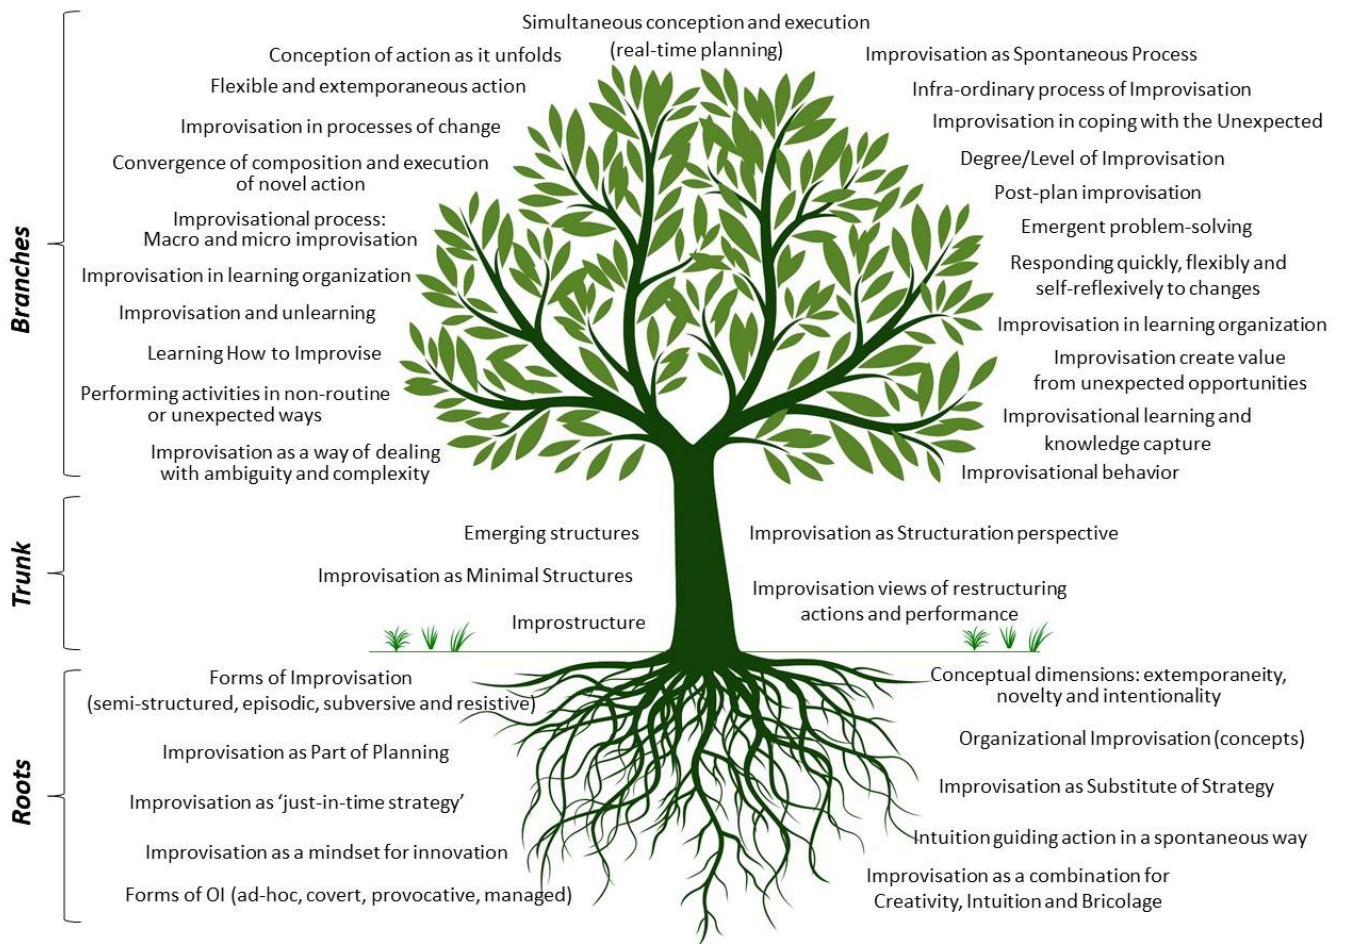 Simultaneous conception and execution
(real-time planning)
Branches
Conception of action as it unfolds
Flexible and extemporaneous action
Improvisation in processes of change
Convergence of composition and execution
of novel action
Improvisational process:
Macro and micro improvisation
Improvisation in learning organization
Improvisation and unlearning
Learning How to Improvise
Performing activities in non-routine
or unexpected ways
Improvisation as a way of dealing
with ambiguity and complexity
Improvisation as Spontaneous Process
Infra-ordinary process of Improvisation
Improvisation in coping with the Unexpected
Degree/Level of Improvisation
Post-plan improvisation
Emergent problem-solving
Responding quickly, flexibly and
self-reflexively to changes
Improvisation in learning organization
Improvisation create value
from unexpected opportunities
Improvisational learning and
knowledge capture
Improvisational behavior
Trunk
Emerging structures
Improvisation as Minimal Structures
Improstructure
Improvisation as Structuration perspective
Improvisation views of restructuring
actions and performance
Roots
Forms of Improvisation
(semi-structured, episodic, subversive and resistive)
Improvisation as Part of Planning
Improvisation as ‘just-in-time strategy’
Improvisation as a mindset for innovation
Forms of OI (ad-hoc, covert, provocative, managed)
Conceptual dimensions: extemporaneity,
novelty and intentionality
Organizational Improvisation (concepts)
Improvisation as Substitute of Strategy
Intuition guiding action in a spontaneous way
Improvisation as a combination for
Creativity, Intuition and Bricolage